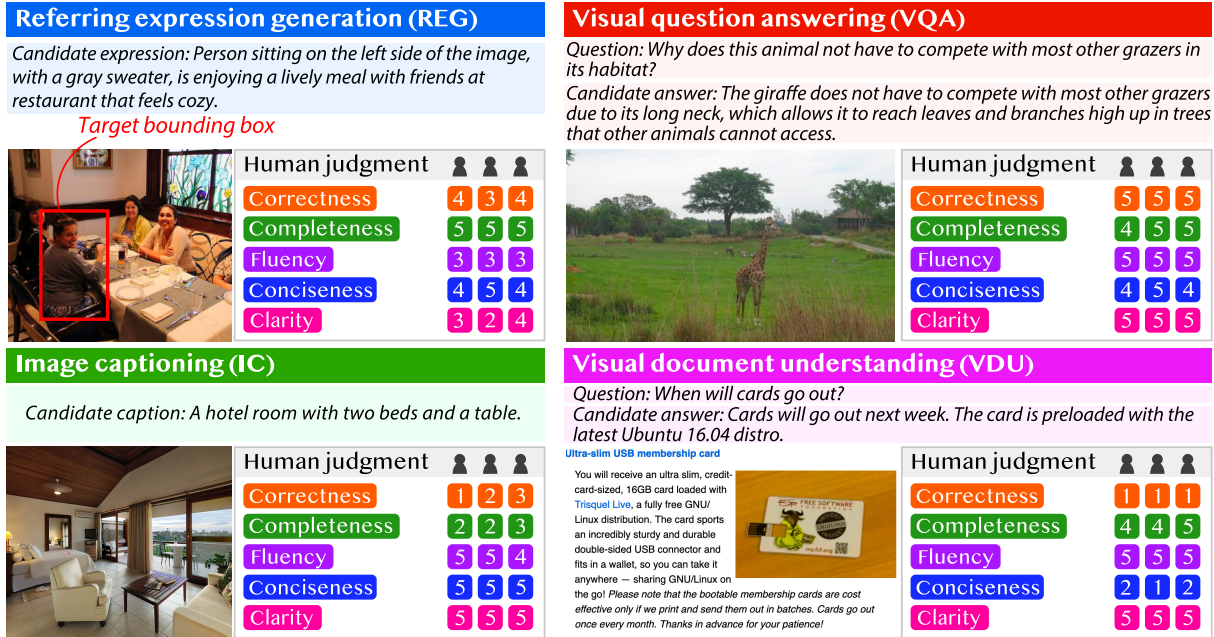 Referring expression generation (REG)
Candidate expression: Person sitting on the left side of the image,
with a gray sweater, is enjoying a lively meal with friends at
restaurant that feels cozy.
Target bounding box
Human judgment
Correctness 4 3 4
Completeness 5 5 5
Fluency 3 3 3
Conciseness 4 5 4
Clarity 3 2 4
Visual question answering (VQA)
Question: Why does this animal not have to compete with most other grazers in
its habitat?
Candidate answer: The giraffe does not have to compete with most other grazers
due to its long neck, which allows it to reach leaves and branches high up in trees
that other animals cannot access.
Human judgment
Correctness 5 5 5
Completeness 4 5 5
Fluency 5 5 5
Conciseness 4 5 4
Clarity 5 5 5
Image captioning (IC)
Candidate caption: A hotel room with two beds and a table.
Human judgment
Correctness 1 2 3
Completeness 2 2 3
Fluency 5 5 4
Conciseness 5 5 5
Clarity 5 5 5
Visual document understanding (VDU)
Question: When will cards go out?
Candidate answer: Cards will go out next week. The card is preloaded with the
latest Ubuntu 16.04 distro.
Ultra-slim USB membership card
You will receive an ultra slim, credit-
card-sized, 16GB card loaded with
Trisquel Live, a fully free GNU/
Linux distribution. The card sports
an incredibly sturdy and durable
double-sided USB connector and
fits in a wallet, so you can take it
anywhere — sharing GNU/Linux on
the go! Please note that the bootable membership cards are cost
effective only if we print and send them out in batches. Cards go out
once every month. Thanks in advance for your patience!
FREE SOFTWARE
FOUNDATION
GNU/LINUX
my.fsf.org
Human judgment
Correctness 1 1 1
Completeness 4 4 5
Fluency 5 5 5
Conciseness 2 1 2
Clarity 5 5 5